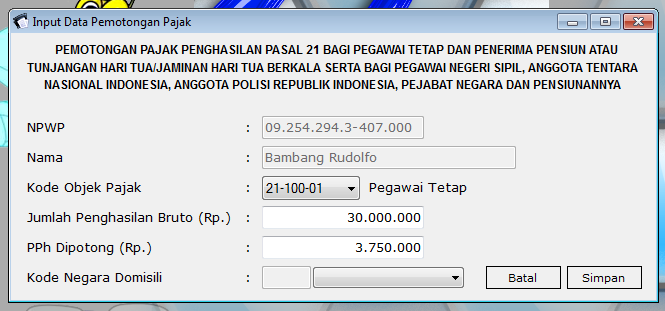 Input Data Pemotongan Pajak
PEMOTONGAN PAJAK PENGHASILAN PASAL 21 BAGI PEGAWAI TETAP DAN PENERIMA PENSIUN ATAU
TUNJANGAN HARI TUA/JAMINAN HARI TUA BERKALA SERTA BAGI PEGAWAI NEGERI SIPIL, ANGGOTA TENTARA
NASIONAL INDONESIA, ANGGOTA POLISI REPUBLIK INDONESIA, PEJABAT NEGARA DAN PENSIUNANNYA
NPWP : 09.254.294.3-407.000
Nama : Bambang Rudolfo
Kode Objek Pajak : 21-100-01 Pegawai Tetap
Jumlah Penghasilan Bruto (Rp.) : 30.000.000
PPh Dipotong (Rp.) : 3.750.000
Kode Negara Domisili : Batal Simpan